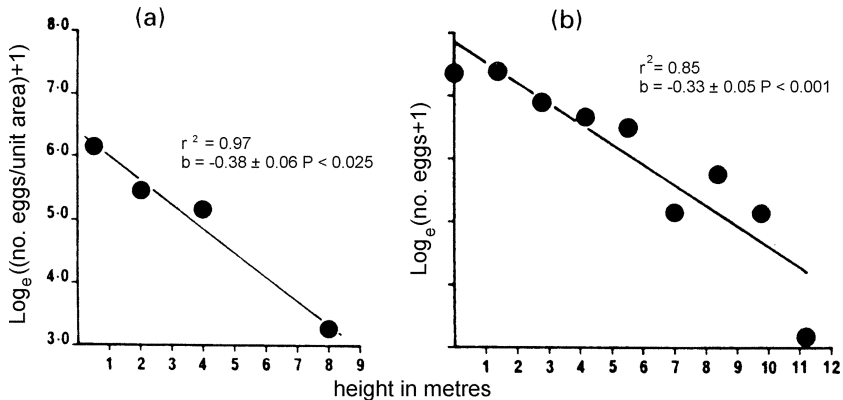 (a)
8·0
7·0
6·0
5·0
4·0
3·0
Logₑ((no. eggs/unit area)+1)
r² = 0.97
b = -0.38 ± 0.06 P < 0.025
1 2 3 4 5 6 7 8 9
(b)
Logₑ(no. eggs+1)
r²= 0.85
b = -0.33 ± 0.05 P < 0.001
1 2 3 4 5 6 7 8 9 10 11 12
height in metres